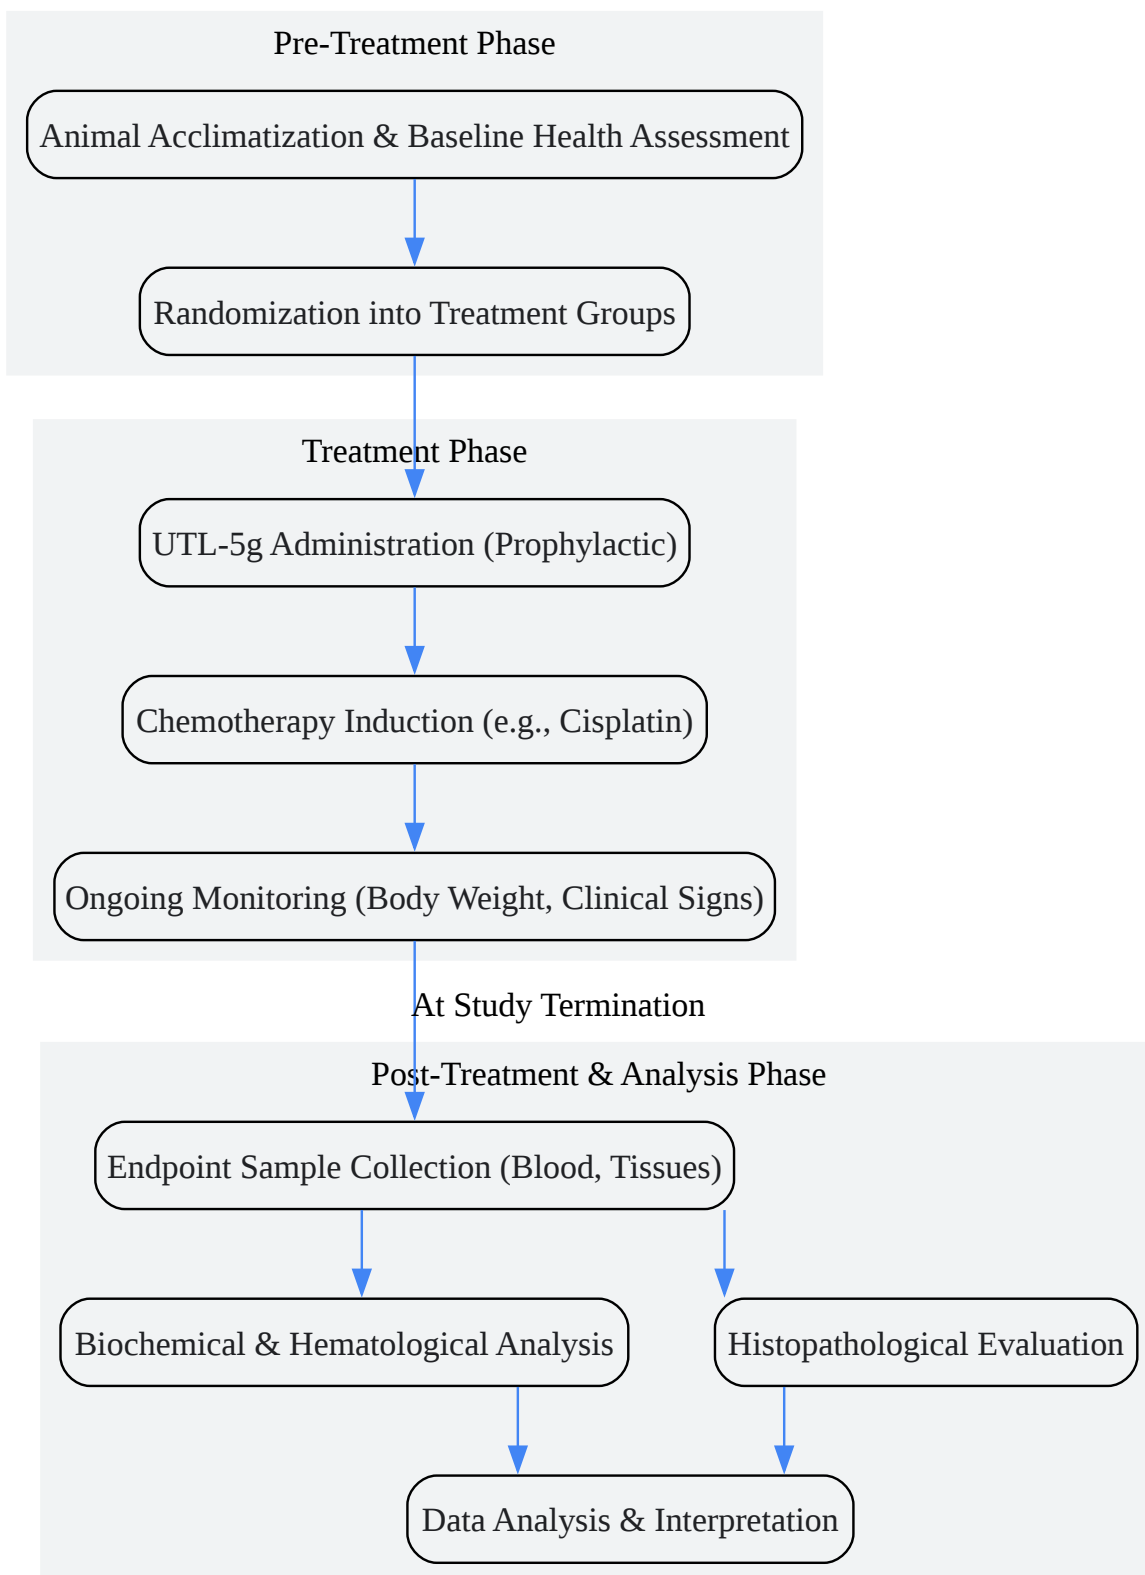 Pre-Treatment Phase
Animal Acclimatization & Baseline Health Assessment
Randomization into Treatment Groups
Treatment Phase
UTL-5g Administration (Prophylactic)
Chemotherapy Induction (e.g., Cisplatin)
Ongoing Monitoring (Body Weight, Clinical Signs)
At Study Termination
Post-Treatment & Analysis Phase
Endpoint Sample Collection (Blood, Tissues)
Biochemical & Hematological Analysis
Histopathological Evaluation
Data Analysis & Interpretation